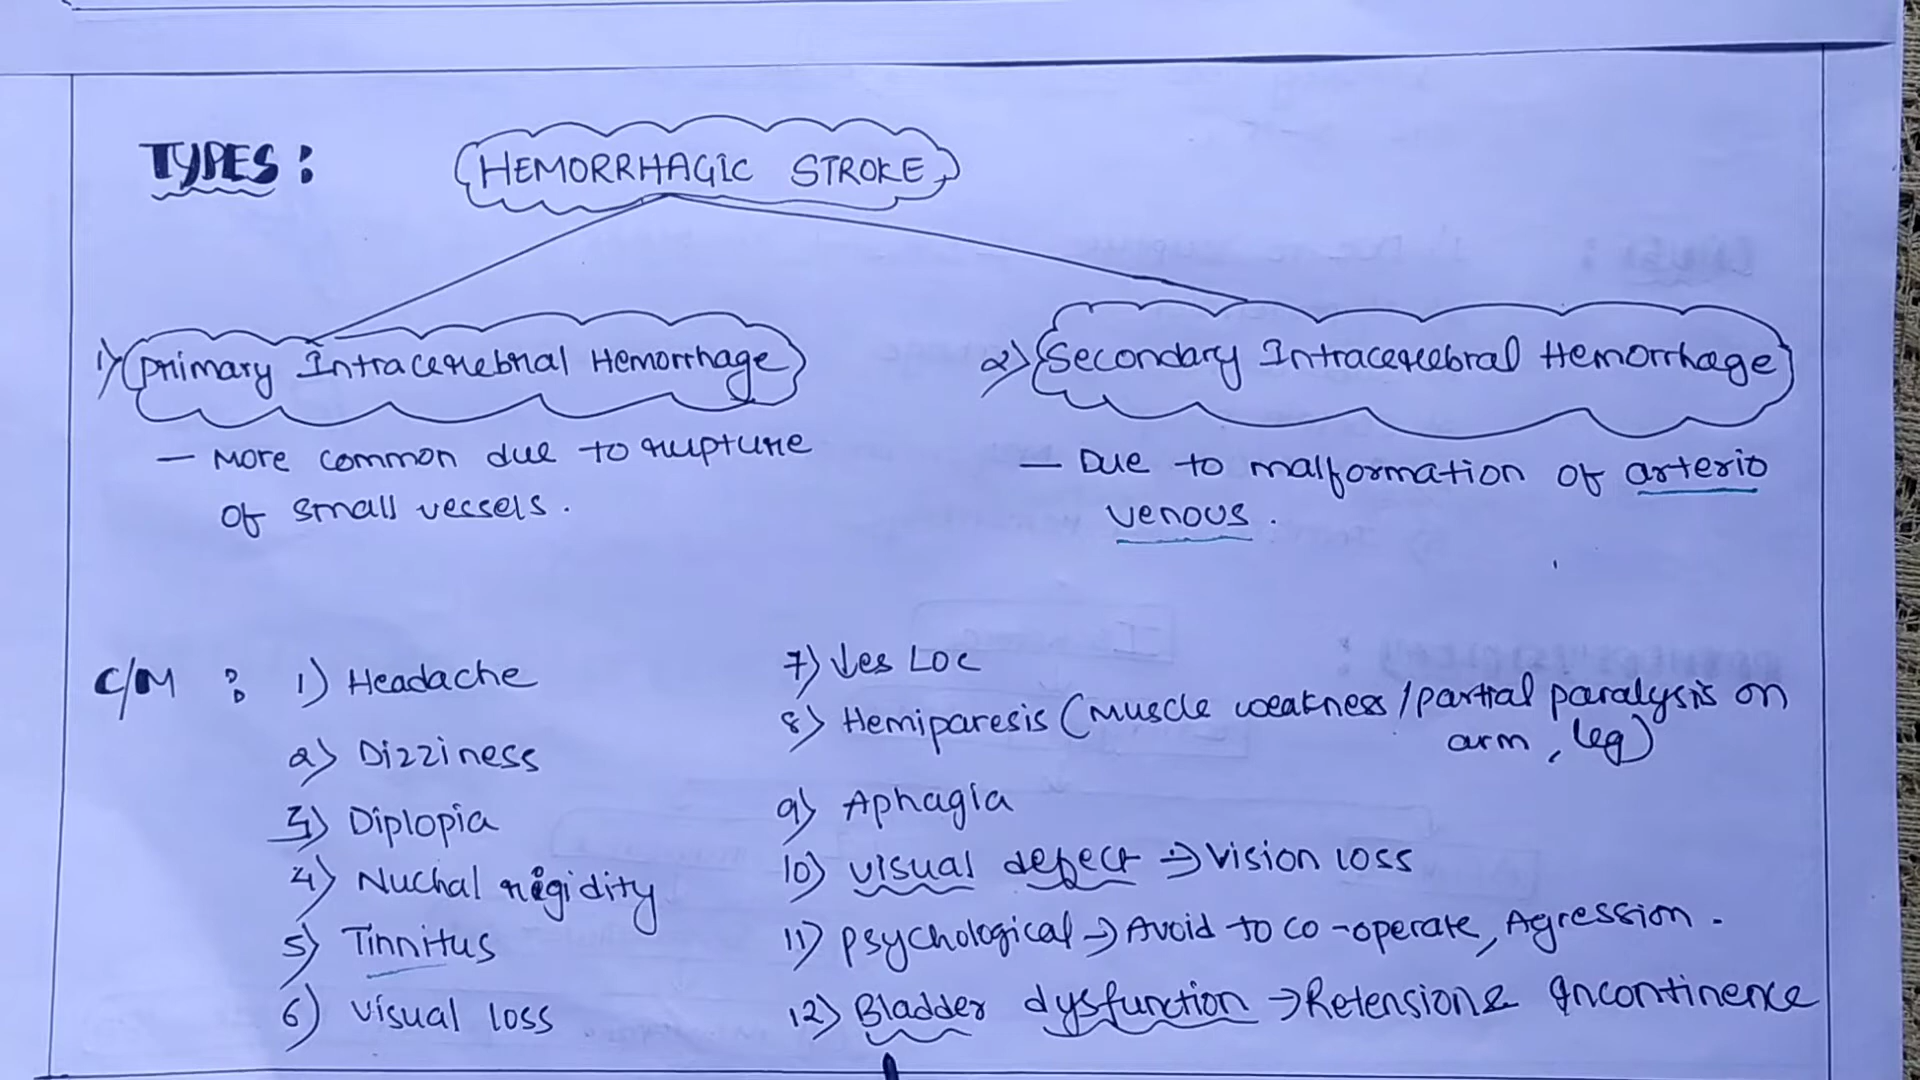 TYPES :
HEMORRHAGIC STROKE
1) Primary Intracerebral Hemorrhage
— More common due to rupture
of small vessels.
2) Secondary Intracerebral Hemorrhage
— Due to malformation of arterio
venous.
C/M :
1) Headache
2) Dizziness
3) Diplopia
4) Nuchal rigidity
5) Tinnitus
6) Visual loss
7) ↓es LOC
8) Hemiparesis (Muscle weakness / partial paralysis on
arm, leg)
9) Aphagia
10) visual defect → Vision loss
11) psychological → Avoid to co-operate, Agression.
12) Bladder dysfunction → Retension & Incontinence